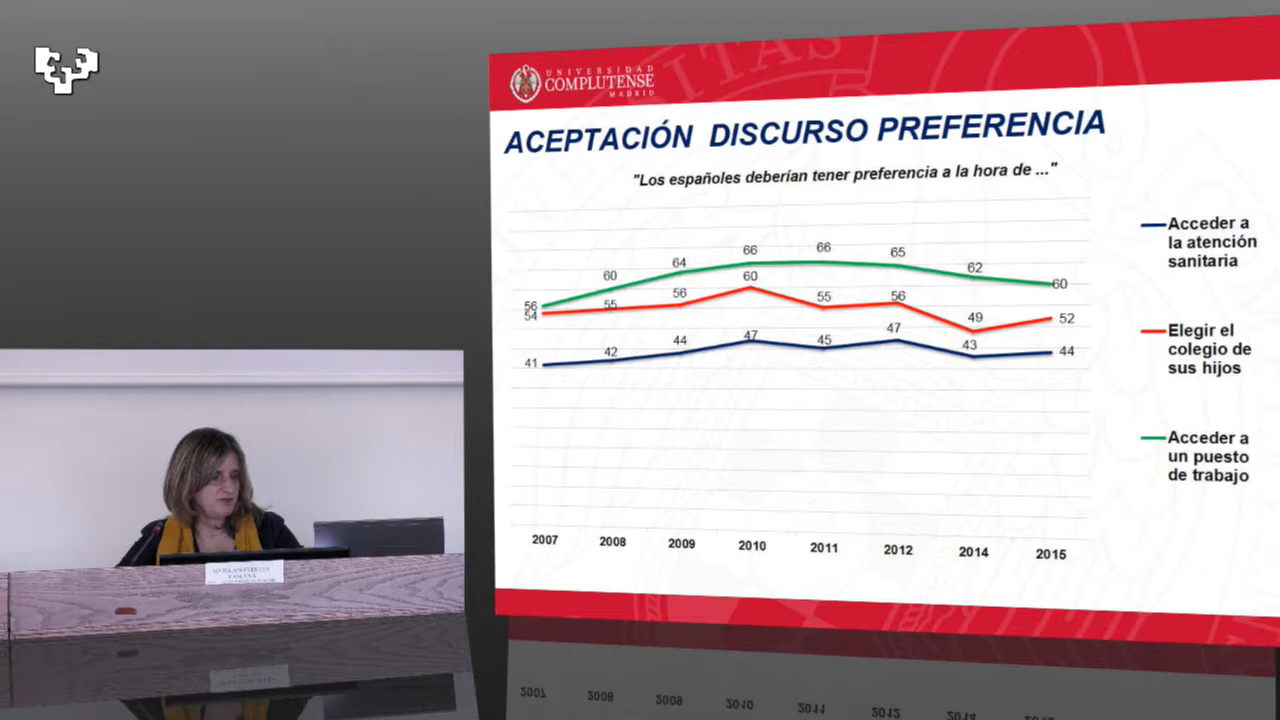 UNIVERSIDAD
COMPLUTENSE
MADRID
ACEPTACIÓN DISCURSO PREFERENCIA
"Los españoles deberían tener preferencia a la hora de ..."
56 60 64 66 66 65 62 60
54 55 56 60 55 56 49 52
41 42 44 47 45 47 43 44
2007 2008 2009 2010 2011 2012 2014 2015
Acceder a
la atención
sanitaria
Elegir el
colegio de
sus hijos
Acceder a
un puesto
de trabajo